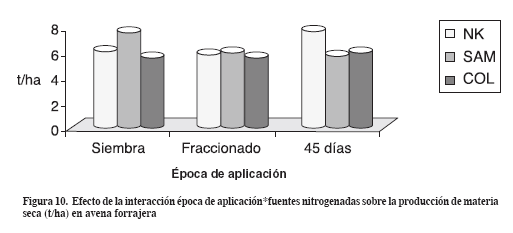 8
6
t/ha
4
2
0
Siembra Fraccionado 45 días
Época de aplicación
NK
SAM
COL
Figura 10. Efecto de la interacción época de aplicación*fuentes nitrogenadas sobre la producción de materia
seca (t/ha) en avena forrajera